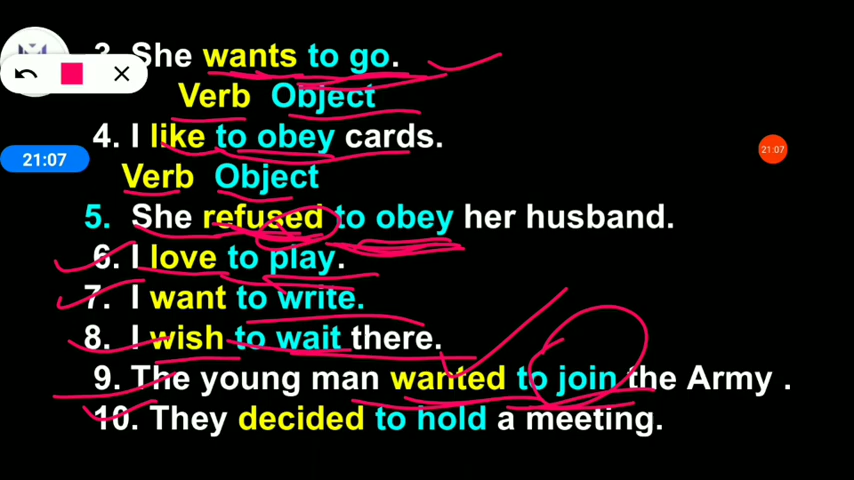 3. She wants to go.
Verb Object
4. I like to obey cards.
21:07
21:07
Verb Object
5. She refused to obey her husband.
6. I love to play.
7. I want to write.
8. I wish to wait there.
9. The young man wanted to join the Army .
10. They decided to hold a meeting.